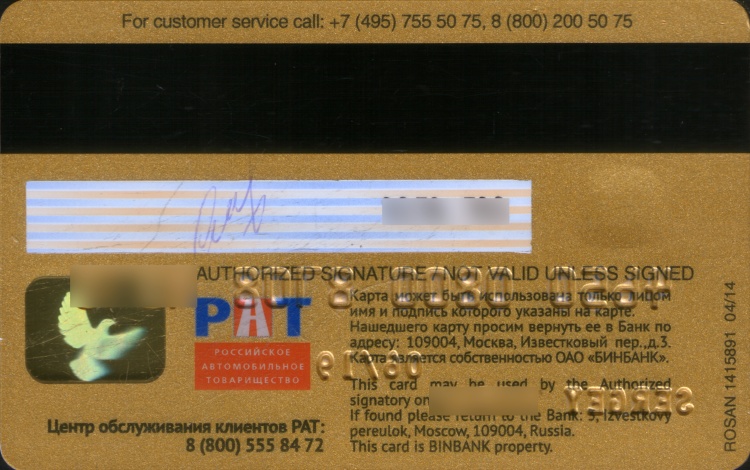 For customer service call: +7 (495) 755 50 75, 8 (800) 200 50 75
AUTHORIZED SIGNATURE / NOT VALID UNLESS SIGNED
РАТ
РОССИЙСКОЕ
АВТОМОБИЛЬНОЕ
ТОВАРИЩЕСТВО
Карта может быть использована только лицом
имя и подпись которого указаны на карте.
Нашедшего карту просим вернуть ее в Банк по
адресу: 109004, Москва, Известковый пер.,д.3.
Карта является собственностью ОАО «БИНБАНК».
08/19
This card may be used by the Authorized
signatory on
SERGEY
If found please return to the Bank: 3, Izvestkovy
pereulok, Moscow, 109004, Russia.
This card is BINBANK property.
Центр обслуживания клиентов РАТ:
8 (800) 555 84 72
ROSAN 1415891 04/14